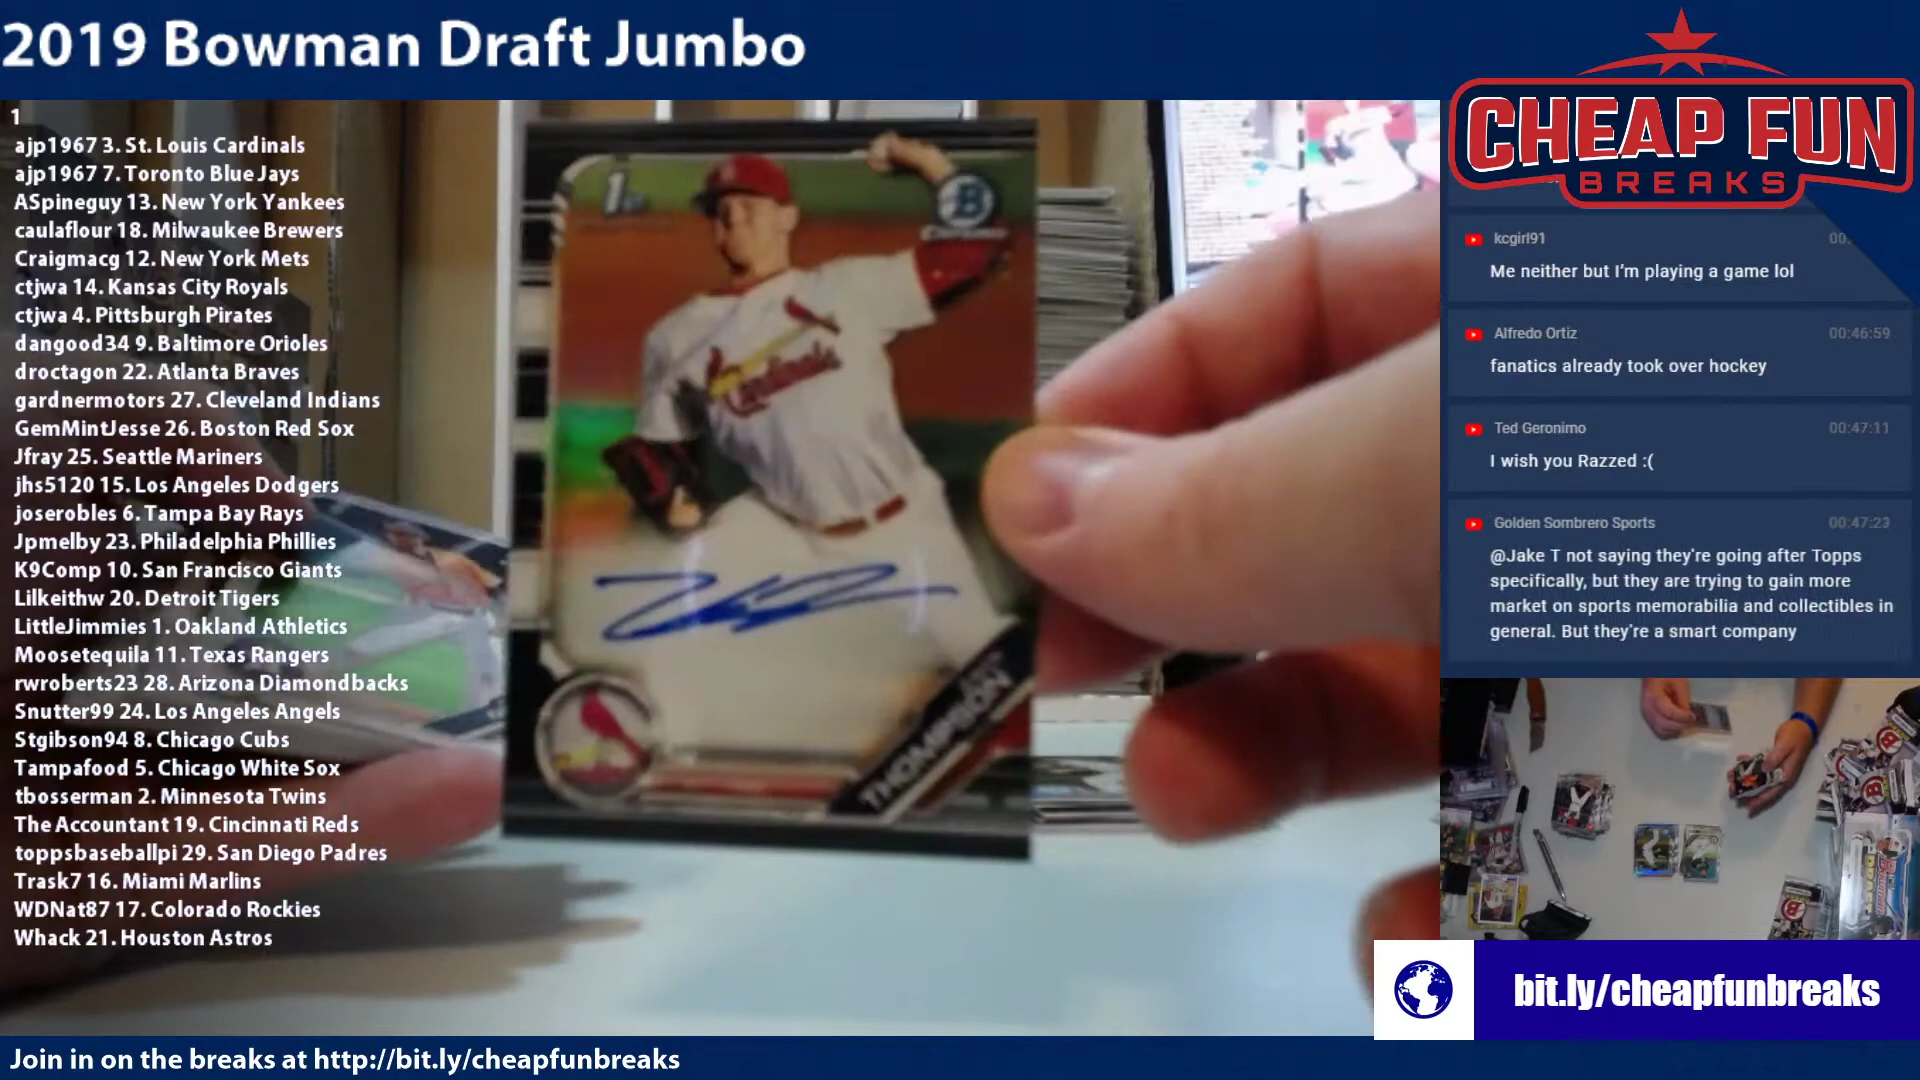 2019 Bowman Draft Jumbo
1
ajp1967 3. St. Louis Cardinals
ajp1967 7. Toronto Blue Jays
ASpineguy 13. New York Yankees
caulaflour 18. Milwaukee Brewers
Craigmacg 12. New York Mets
ctjwa 14. Kansas City Royals
ctjwa 4. Pittsburgh Pirates
dangood34 9. Baltimore Orioles
droctagon 22. Atlanta Braves
gardnermotors 27. Cleveland Indians
GemMintJesse 26. Boston Red Sox
Jfray 25. Seattle Mariners
jhs5120 15. Los Angeles Dodgers
joserobles 6. Tampa Bay Rays
Jpmelby 23. Philadelphia Phillies
K9Comp 10. San Francisco Giants
Lilkeithw 20. Detroit Tigers
LittleJimmies 1. Oakland Athletics
Moosetequila 11. Texas Rangers
rwroberts23 28. Arizona Diamondbacks
Snutter99 24. Los Angeles Angels
Stgibson94 8. Chicago Cubs
Tampafood 5. Chicago White Sox
tbosserman 2. Minnesota Twins
The Accountant 19. Cincinnati Reds
toppsbaseballpi 29. San Diego Padres
Trask7 16. Miami Marlins
WDNat87 17. Colorado Rockies
Whack 21. Houston Astros
1
B
Cardinals
THOMPSON
CHEAP FUN
BREAKS
kcgirl91 00:
Me neither but I'm playing a game lol
Alfredo Ortiz 00:46:59
fanatics already took over hockey
Ted Geronimo 00:47:11
I wish you Razzed :(
Golden Sombrero Sports 00:47:23
@Jake T not saying they're going after Topps
specifically, but they are trying to gain more
market on sports memorabilia and collectibles in
general. But they're a smart company
bit.ly/cheapfunbreaks
Join in on the breaks at http://bit.ly/cheapfunbreaks